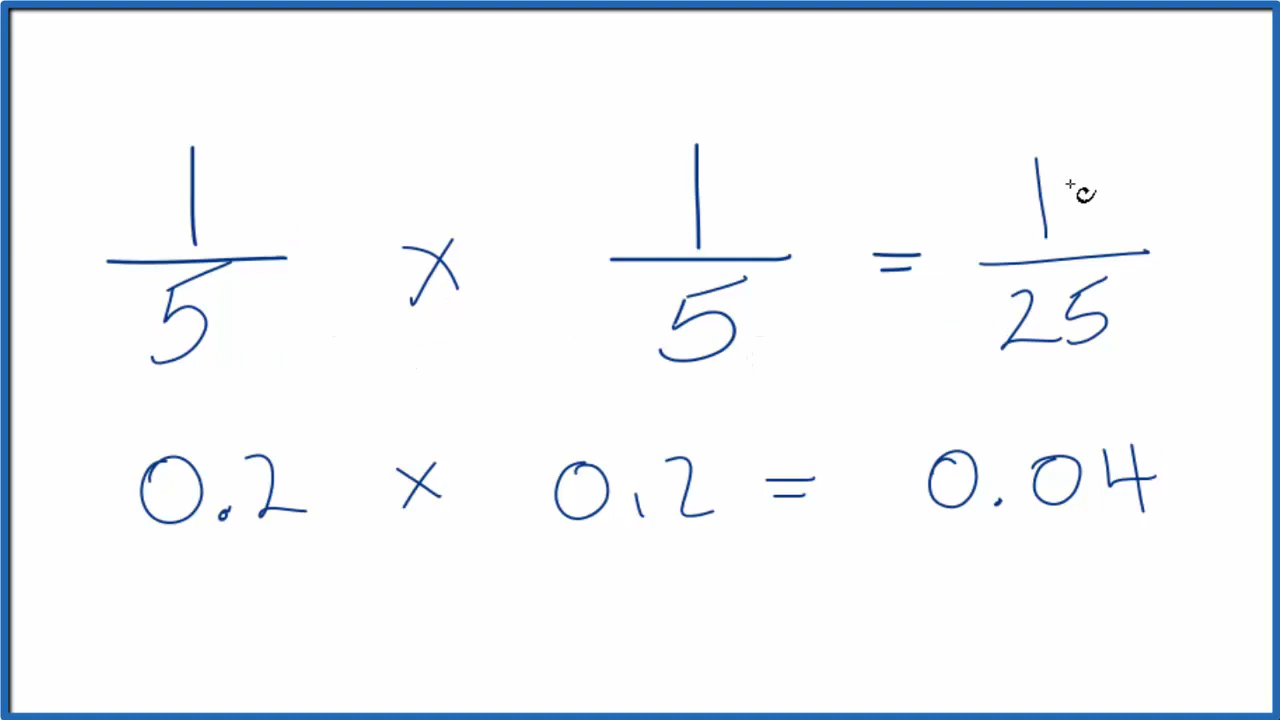 1/5 x 1/5 = 1/25
0.2 x 0.2 = 0.04